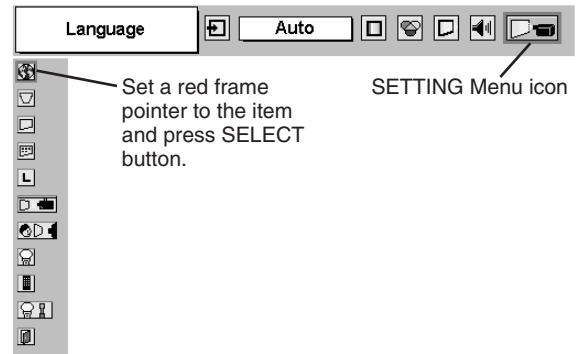 Language
Auto
Set a red frame
pointer to the item
and press SELECT
button.
SETTING Menu icon
L